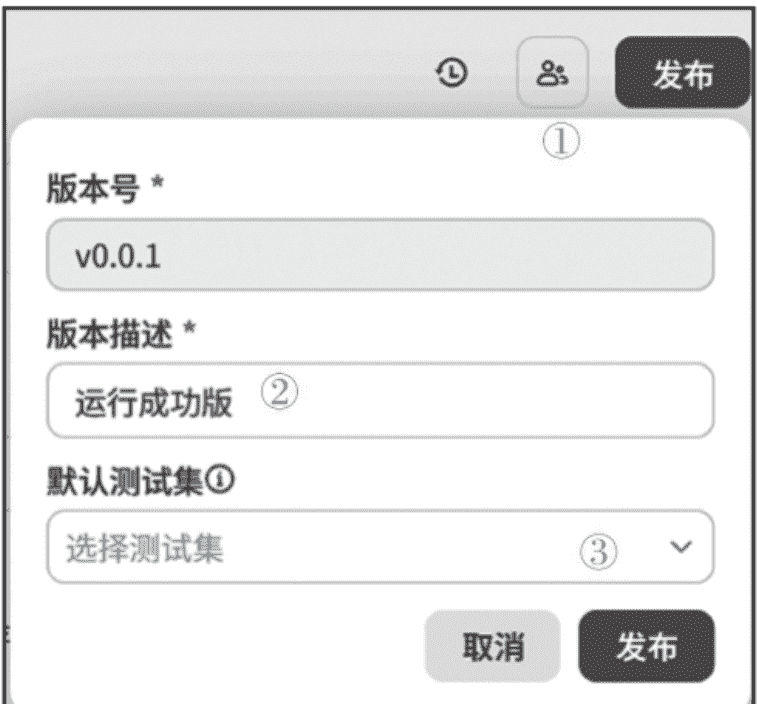 发布
①
版本号 *
v0.0.1
版本描述 *
运行成功版 ②
默认测试集
选择测试集 ③
取消 发布